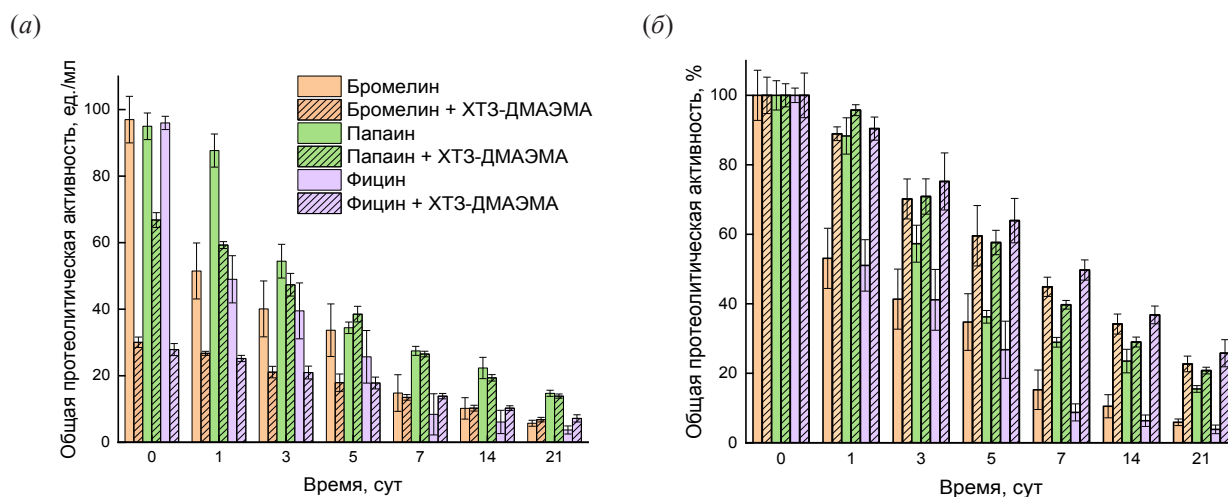 (а)
Общая протеолитическая активность, ед./мл
100
80
60
40
20
0
Бромелин
Бромелин + ХТЗ-ДМАЭМА
Папаин
Папаин + ХТЗ-ДМАЭМА
Фицин
Фицин + ХТЗ-ДМАЭМА
0 1 3 5 7 14 21
Время, сут
(б)
Общая протеолитическая активность, %
100
80
60
40
20
0
0 1 3 5 7 14 21
Время, сут